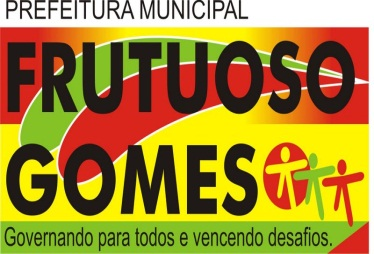 PREFEITURA MUNICIPAL
FRUTUOSO
GOMES
Governando para todos e vencendo desafios.